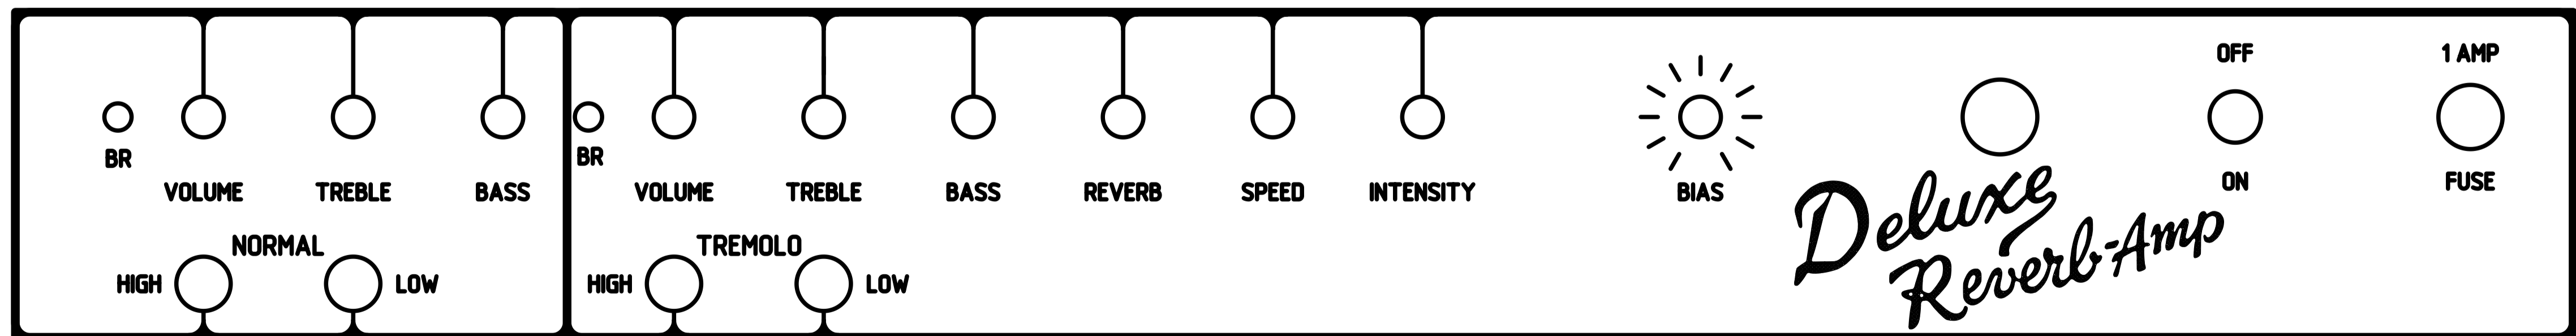 OFF 1 AMP
BR BR
VOLUME TREBLE BASS VOLUME TREBLE BASS REVERB SPEED INTENSITY BIAS ON FUSE
NORMAL TREMOLO
HIGH LOW HIGH LOW
Deluxe
Reverb-Amp